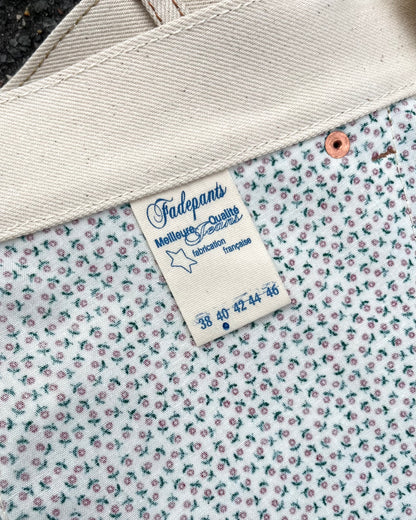 Fadepants
Meilleure Qualité
Jeans
fabrication française
38 40 42 44 46